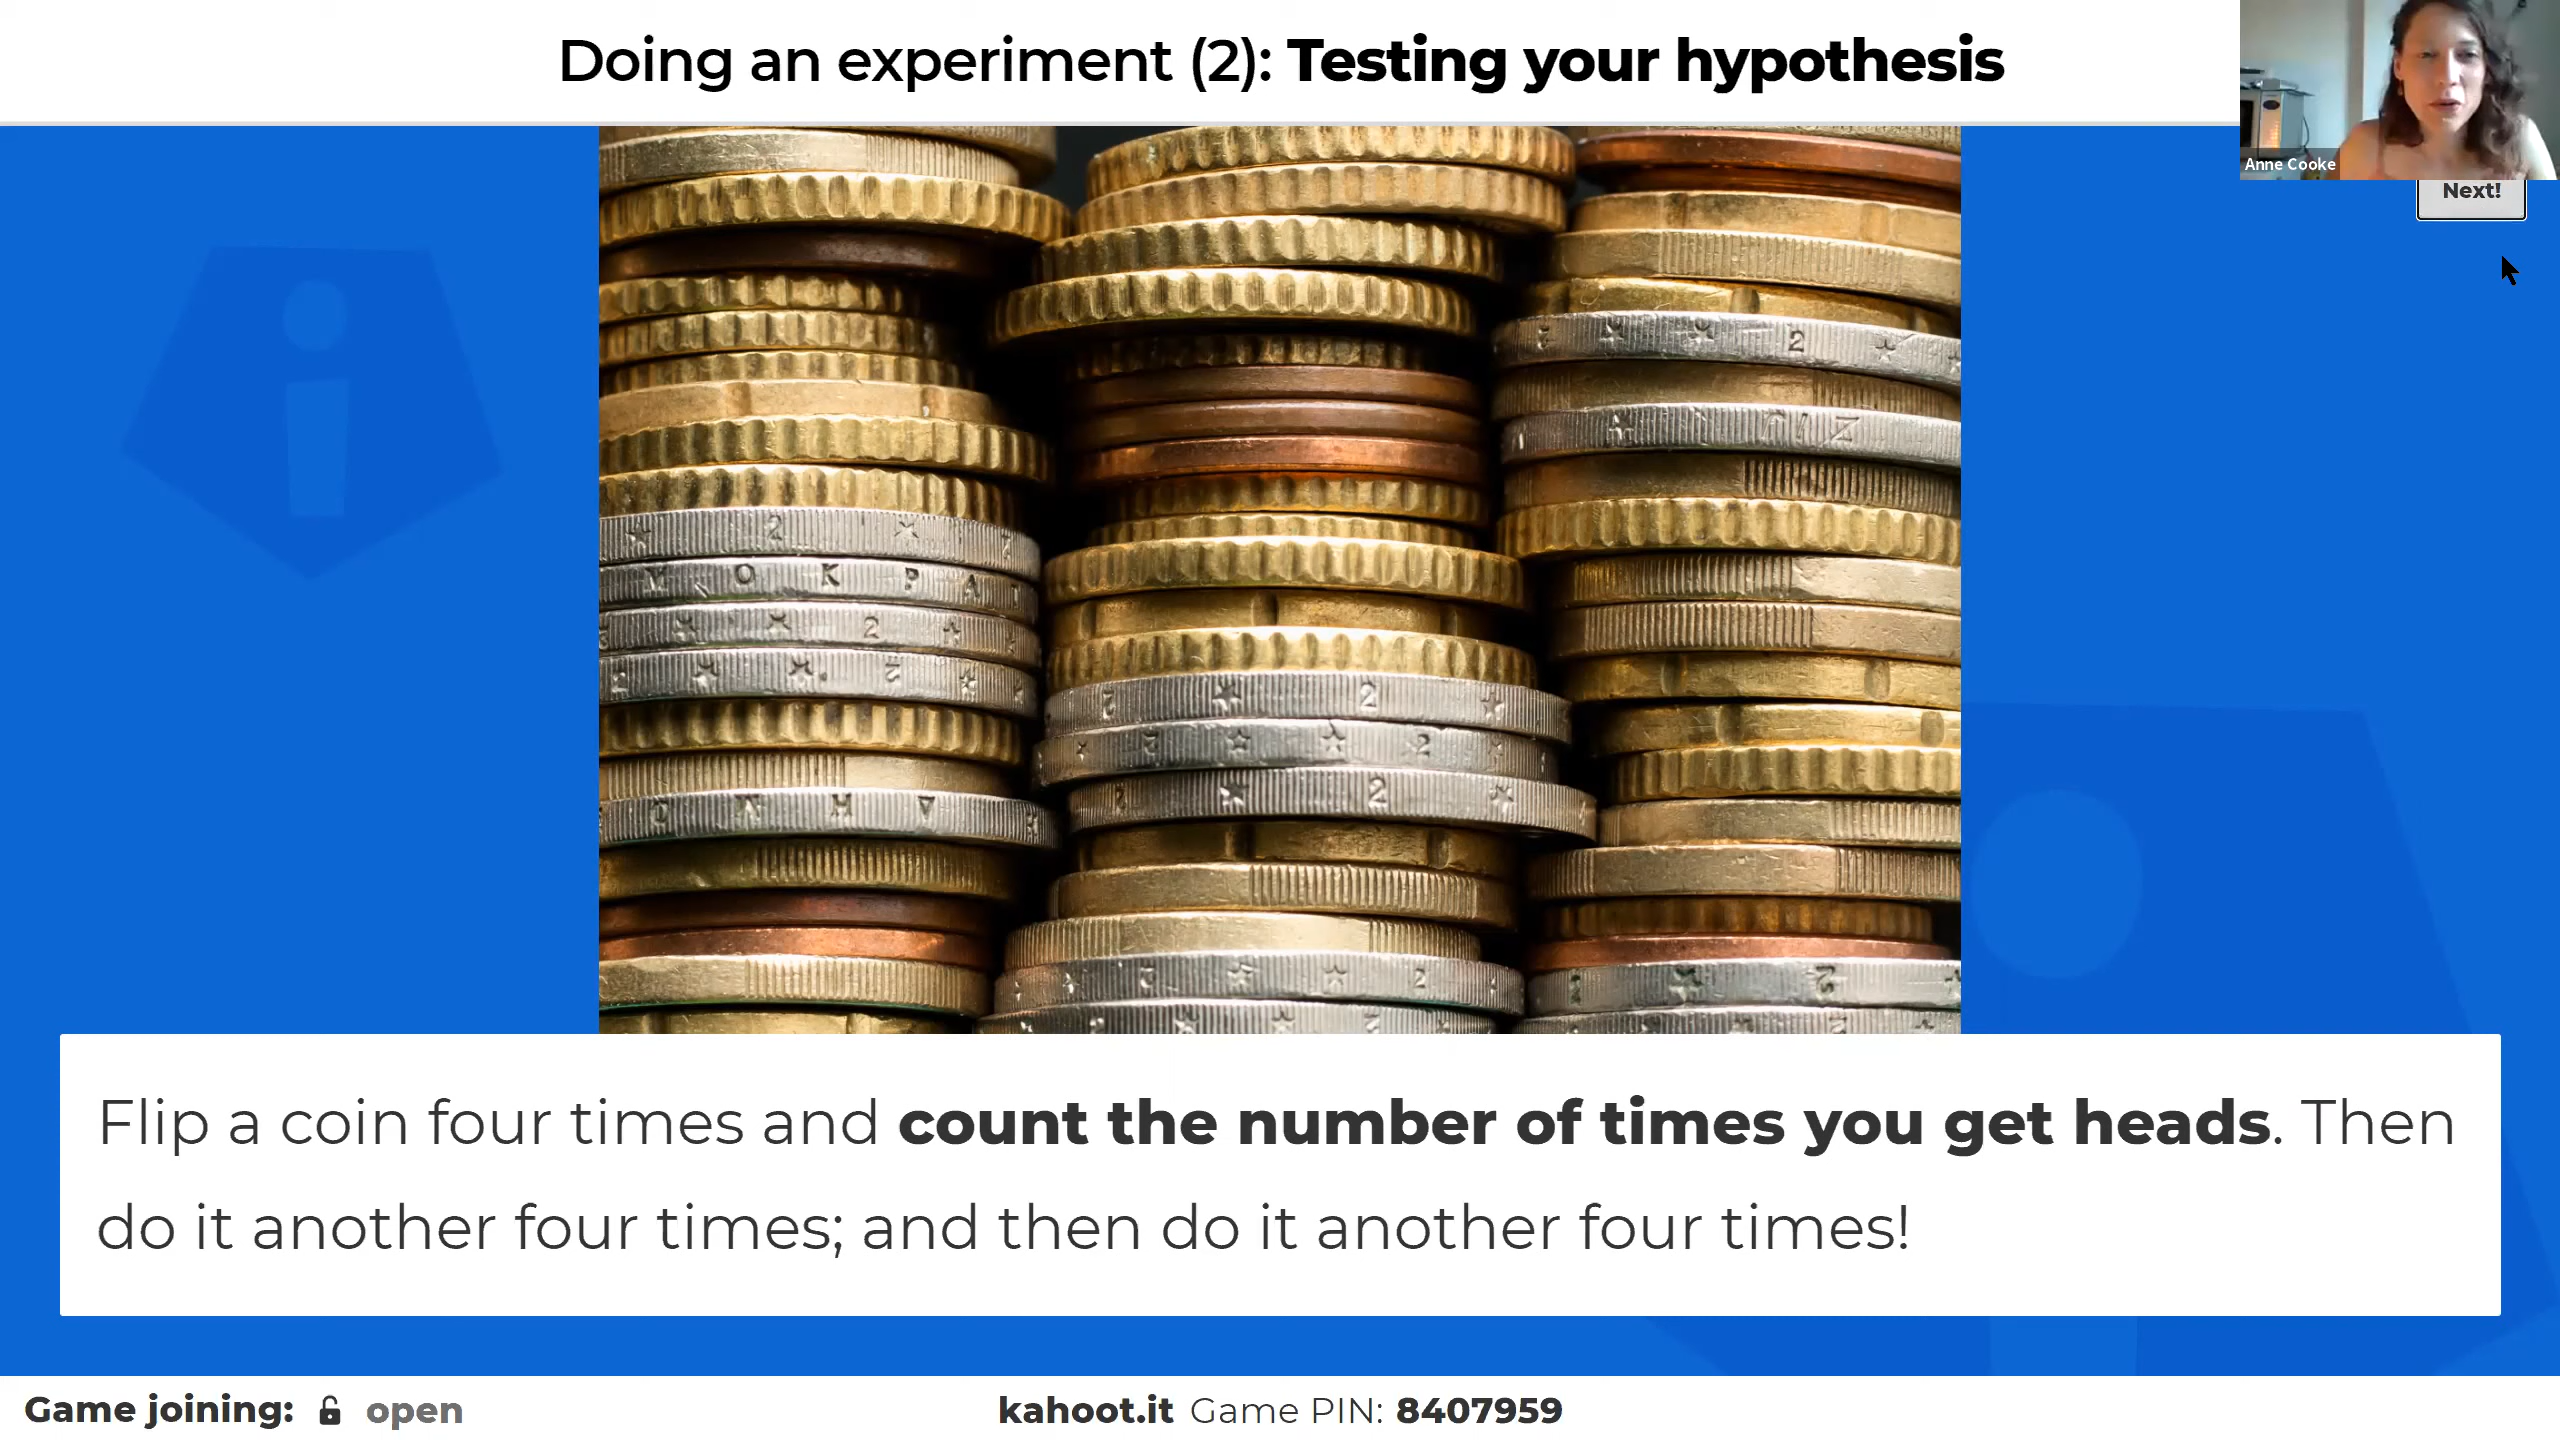 Doing an experiment (2): Testing your hypothesis
Anne Cooke
Next!
Flip a coin four times and count the number of times you get heads. Then
do it another four times; and then do it another four times!
Game joining: open
kahoot.it Game PIN: 8407959